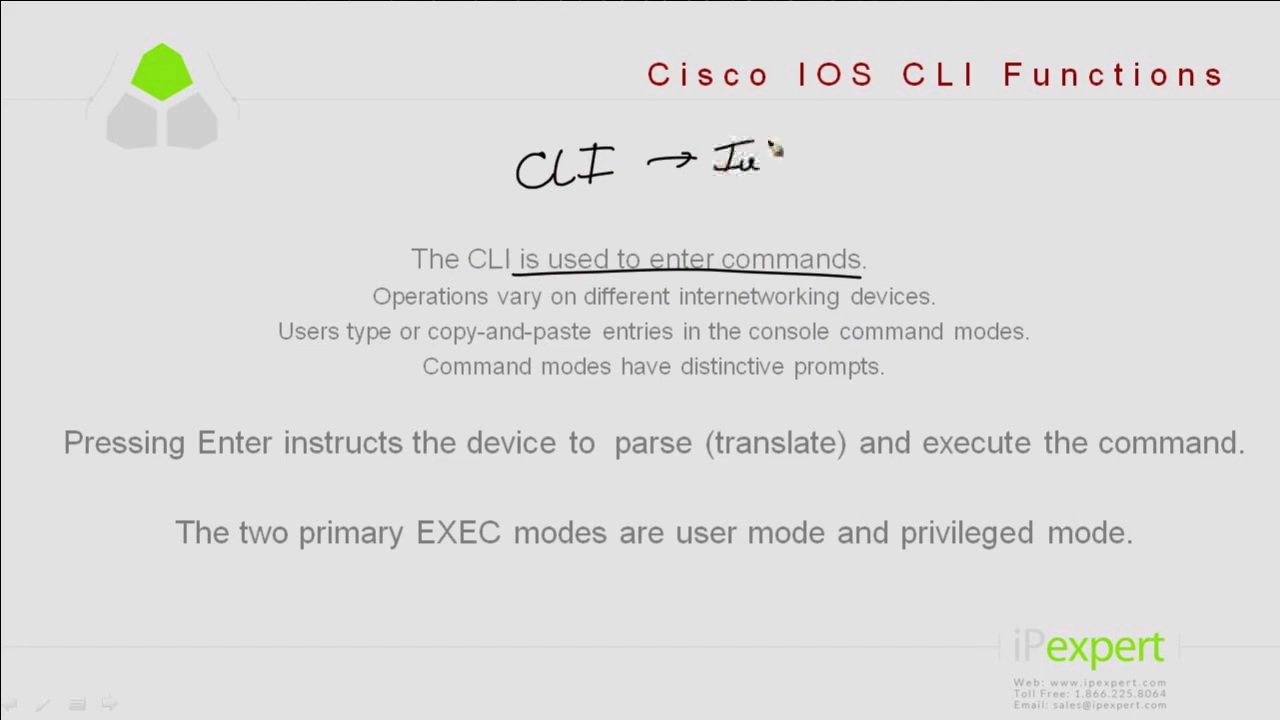 Cisco IOS CLI Functions
CLI →
The CLI is used to enter commands.
Operations vary on different internetworking devices.
Users type or copy-and-paste entries in the console command modes.
Command modes have distinctive prompts.
Pressing Enter instructs the device to parse (translate) and execute the command.
The two primary EXEC modes are user mode and privileged mode.
iPexpert
Web: www.ipexpert.com
Toll Free: 1.866.225.8064
Email: sales@ipexpert.com